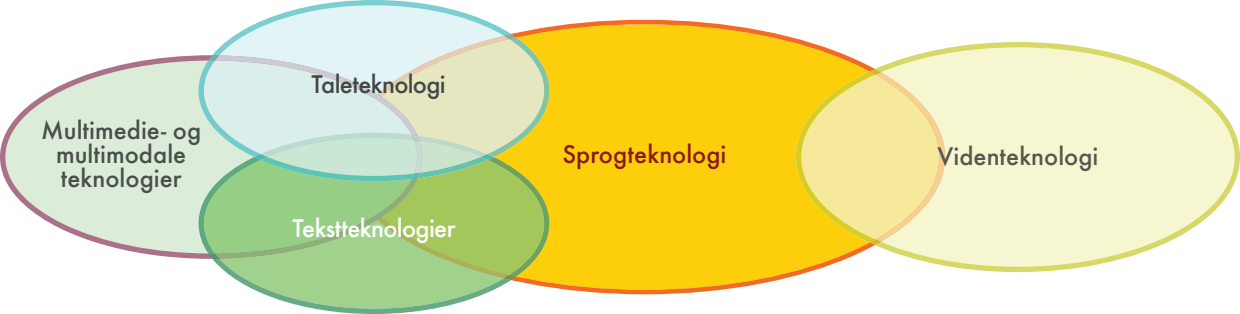 Taleteknologi
Multimedie- og
multimodale
teknologier
Sprogteknologi
Videnteknologi
Tekstteknologier